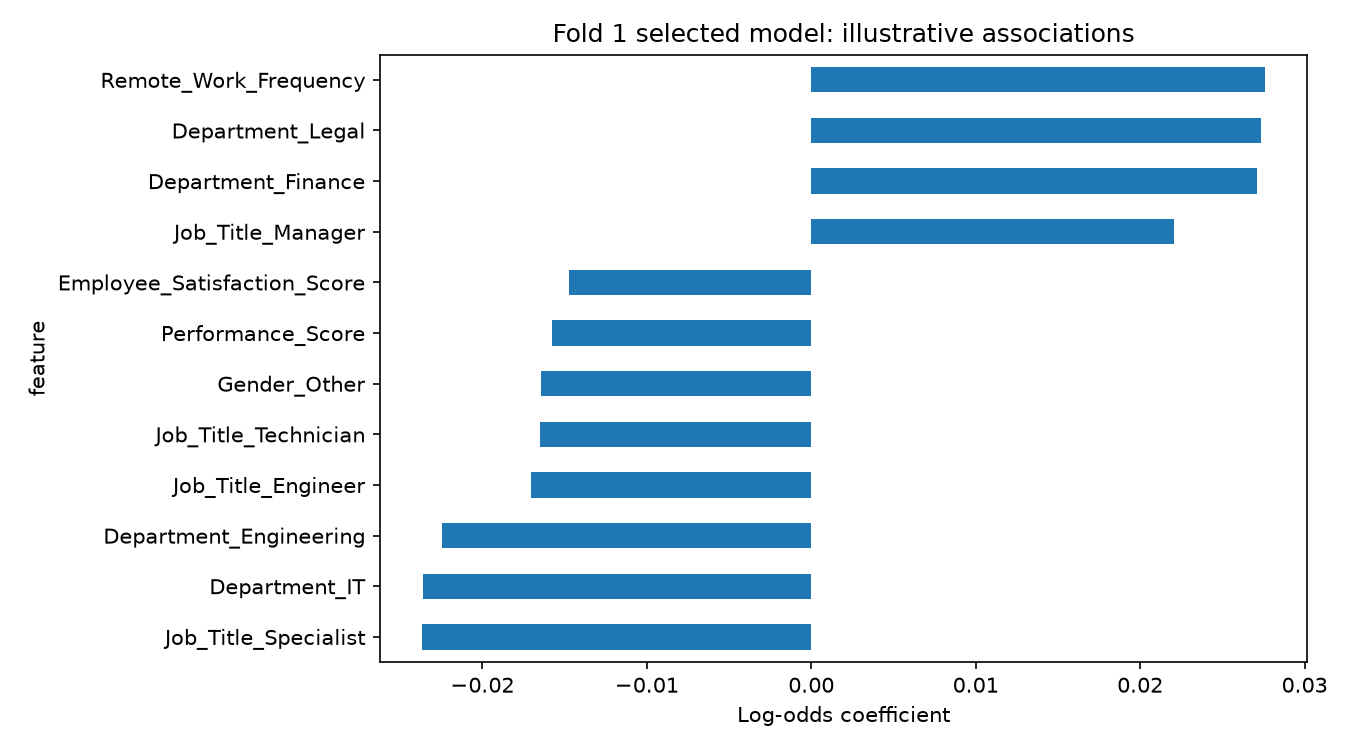 Fold 1 selected model: illustrative associations
Remote_Work_Frequency
Department_Legal
Department_Finance
Job_Title_Manager
Employee_Satisfaction_Score
Performance_Score
Gender_Other
Job_Title_Technician
Job_Title_Engineer
Department_Engineering
Department_IT
Job_Title_Specialist
feature
−0.02 −0.01 0.00 0.01 0.02 0.03
Log-odds coefficient